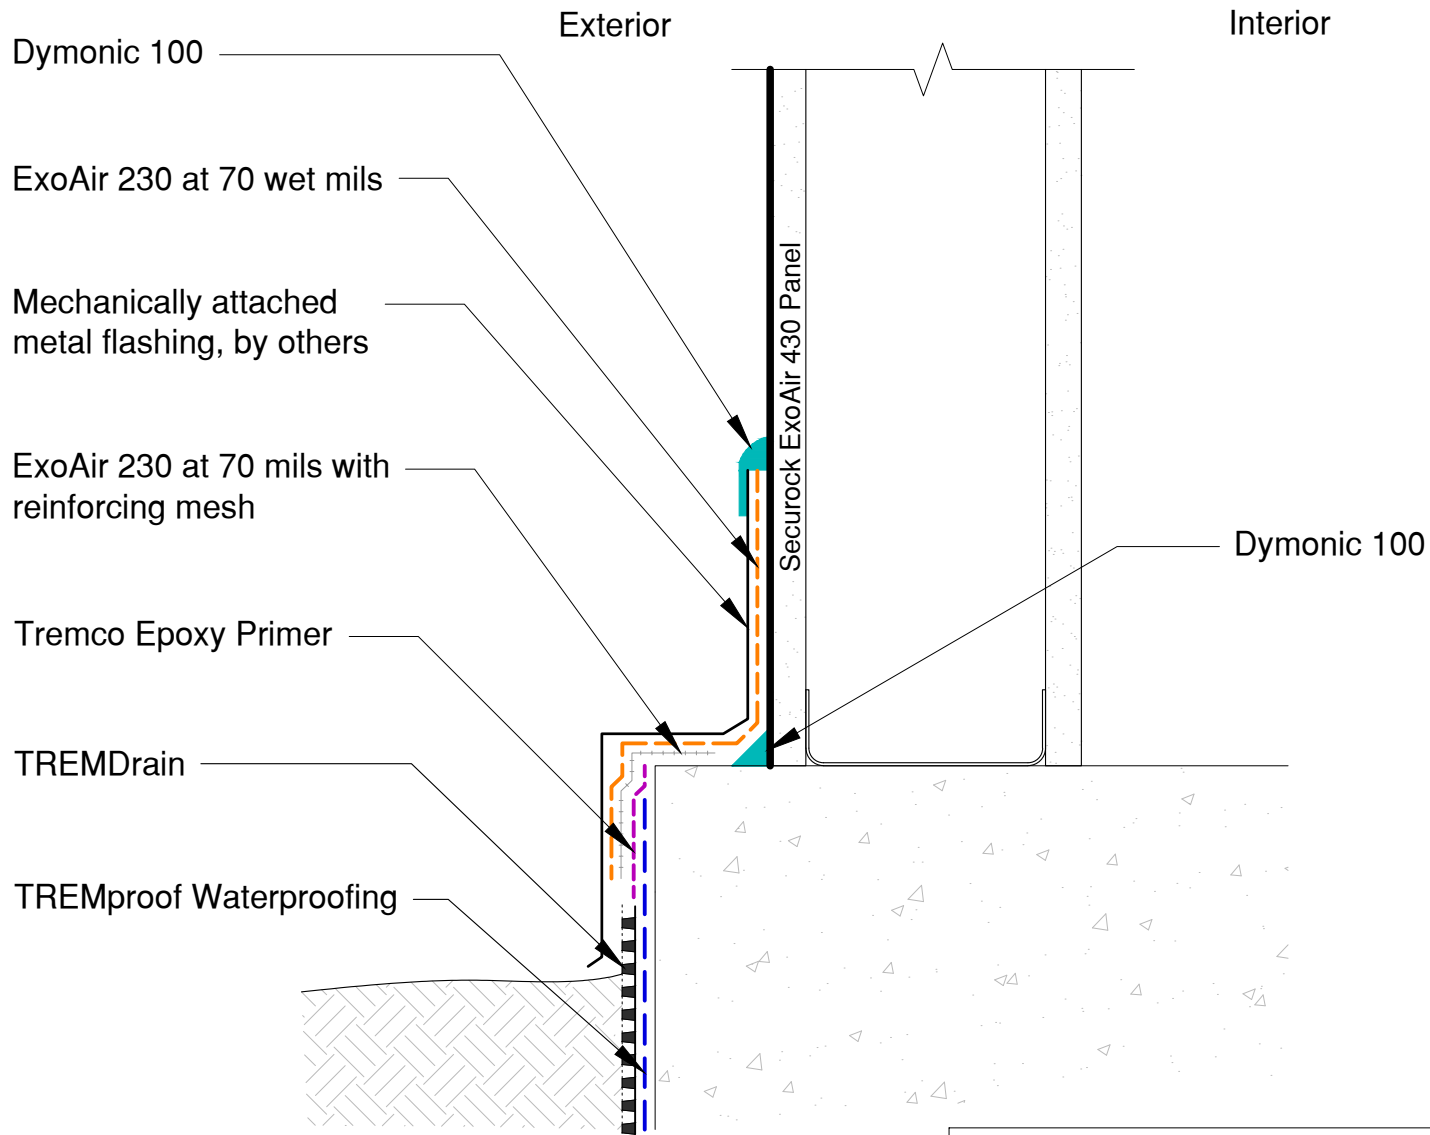 Exterior
Interior
Dymonic 100
ExoAir 230 at 70 wet mils
Mechanically attached
metal flashing, by others
ExoAir 230 at 70 mils with
reinforcing mesh
Tremco Epoxy Primer
TREMDrain
TREMproof Waterproofing
Securock ExoAir 430 Panel
Dymonic 100